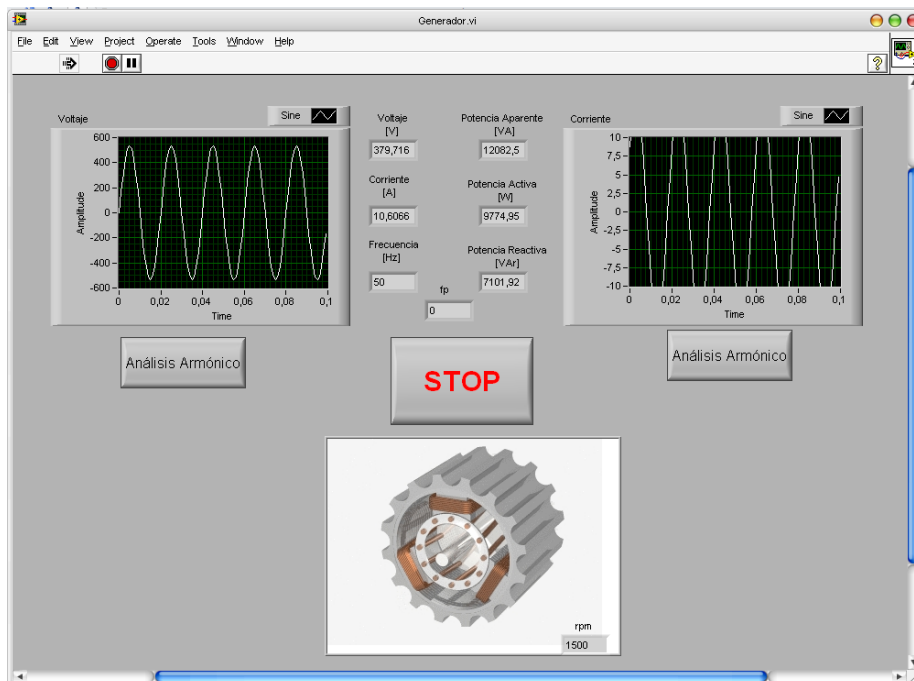 Generador.vi
File Edit View Project Operate Tools Window Help
Voltaje
Sine
Amplitude
600
400
200
0
-200
-400
-600
0 0,02 0,04 0,06 0,08 0,1
Time
Análisis Armónico
Voltaje
[V]
379,716
Corriente
[A]
10,6066
Frecuencia
[Hz]
50
Potencia Aparente
[VA]
12082,5
Potencia Activa
[W]
9774,95
Potencia Reactiva
[VAr]
7101,92
fp
0
Corriente
Sine
Amplitude
10
7,5
5
2,5
0
-2,5
-5
-7,5
-10
0 0,02 0,04 0,06 0,08 0,1
Time
Análisis Armónico
STOP
rpm
1500